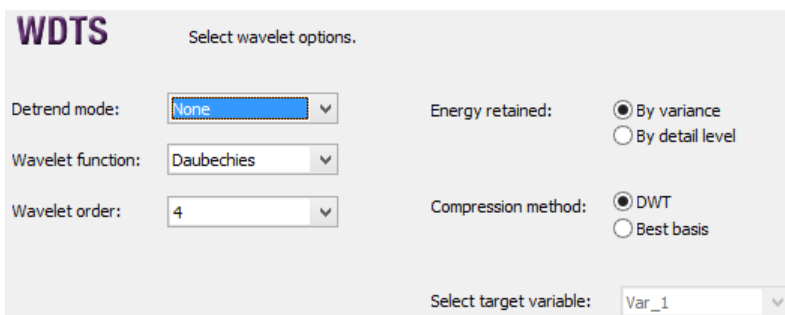 WDTS
Select wavelet options.
Detrend mode: None
Wavelet function: Daubechies
Wavelet order: 4
Energy retained: By variance
By detail level
Compression method: DWT
Best basis
Select target variable: Var_1